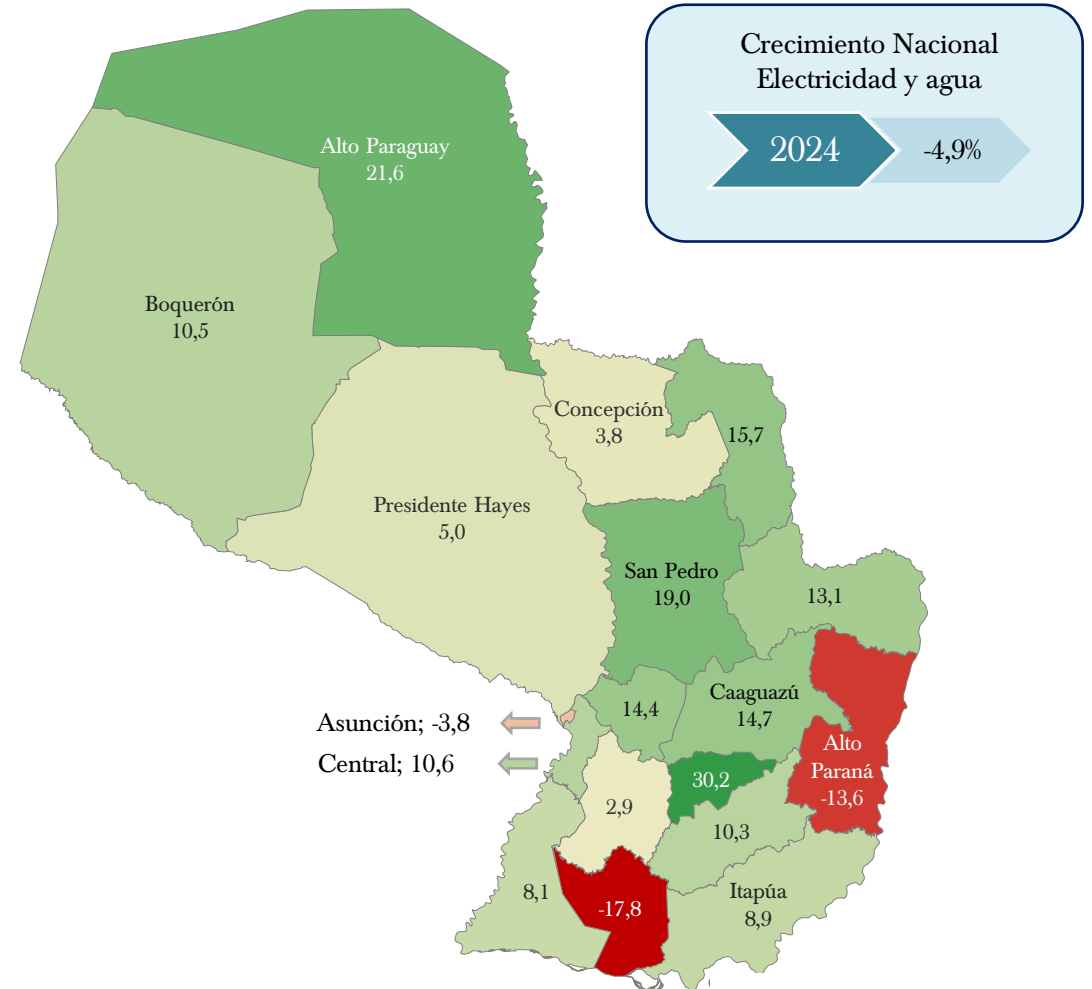 Crecimiento Nacional
Electricidad y agua
2024
-4,9%
Alto Paraguay
21,6
Boquerón
10,5
Concepción
3,8
15,7
Presidente Hayes
5,0
San Pedro
19,0
13,1
Caaguazú
14,7
14,4
Asunción; -3,8
Central; 10,6
Alto
Paraná
-13,6
30,2
2,9
10,3
Itapúa
8,9
8,1
-17,8